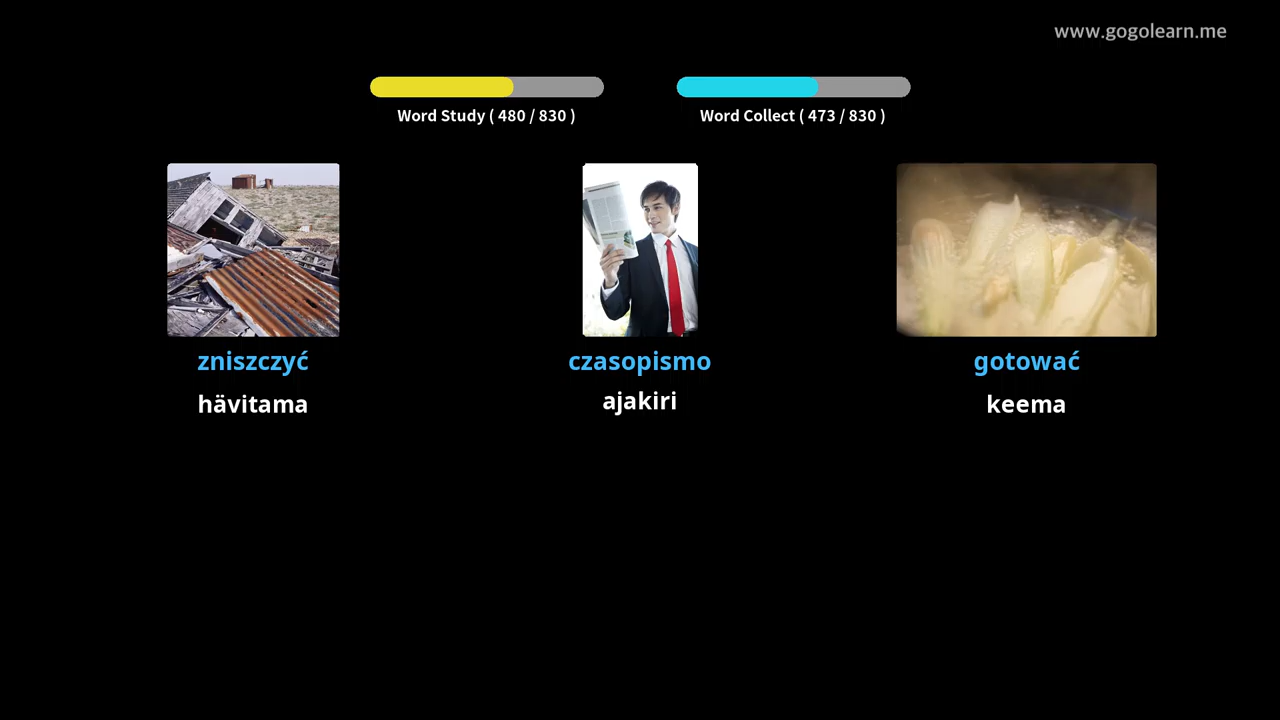 www.gogolearn.me
Word Study ( 480 / 830 )
Word Collect ( 473 / 830 )
zniszczyć
czasopismo
gotować
hävitama
ajakiri
keema